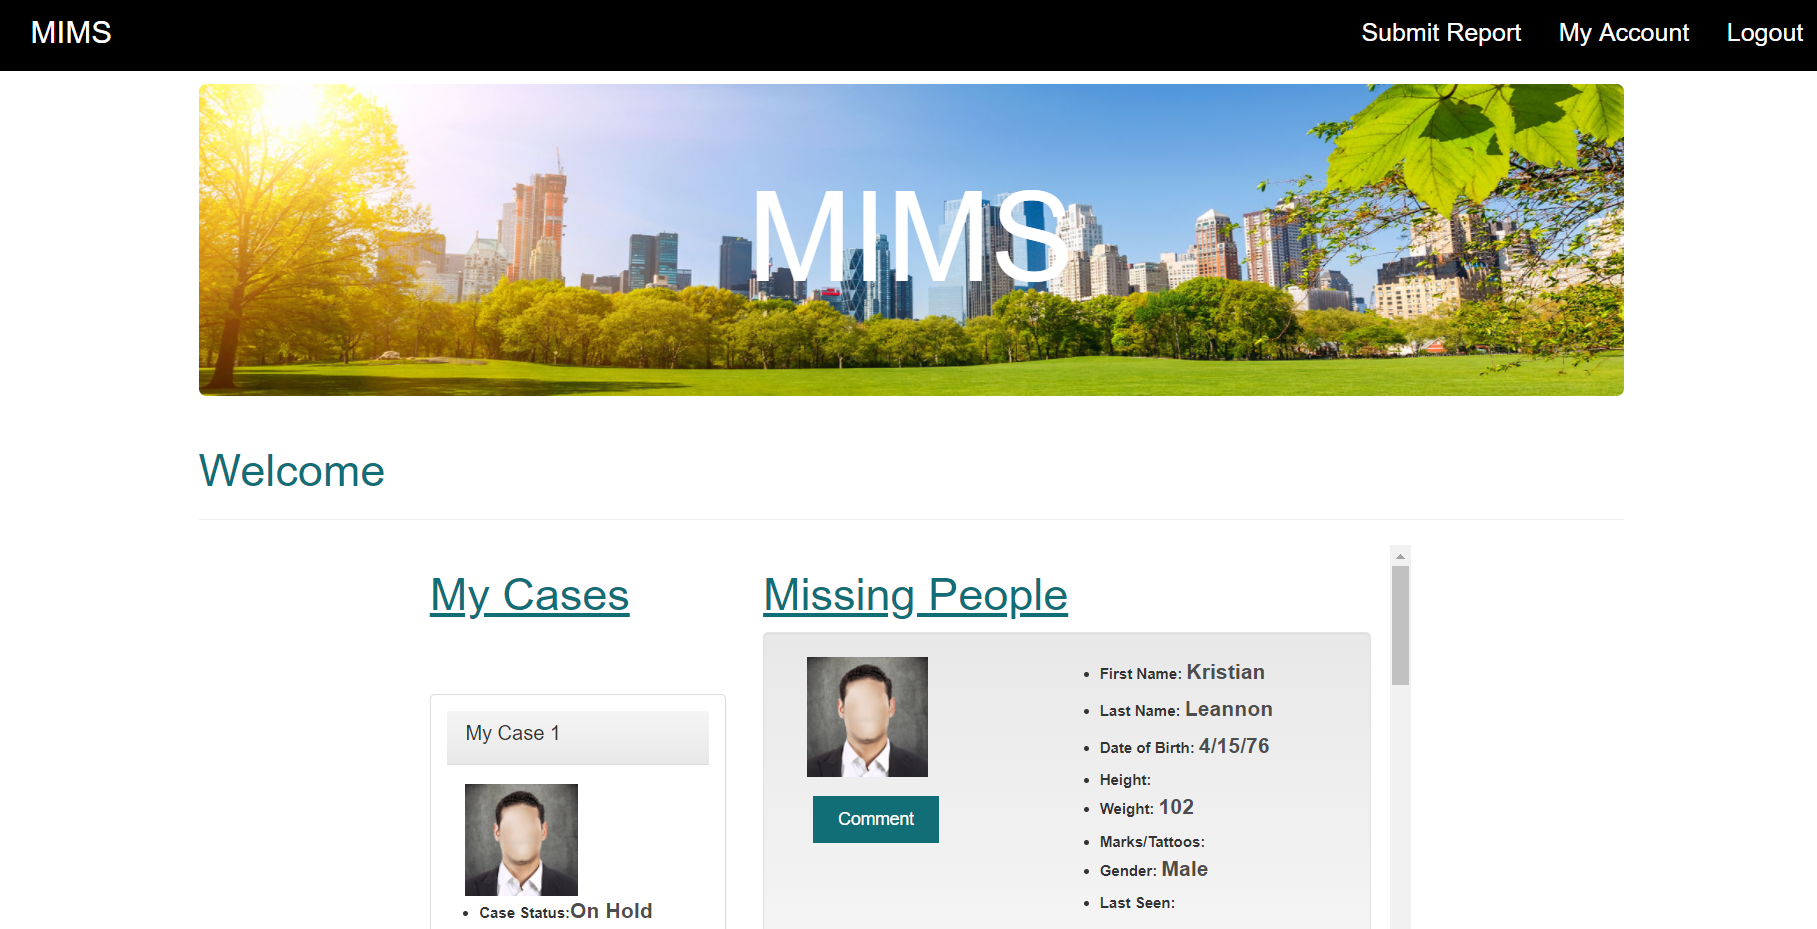 MIMS
Submit Report
My Account
Logout
MIMS
Welcome
My Cases
My Case 1
Case Status:On Hold
Missing People
Comment
First Name: Kristian
Last Name: Leannon
Date of Birth: 4/15/76
Height:
Weight: 102
Marks/Tattoos:
Gender: Male
Last Seen: